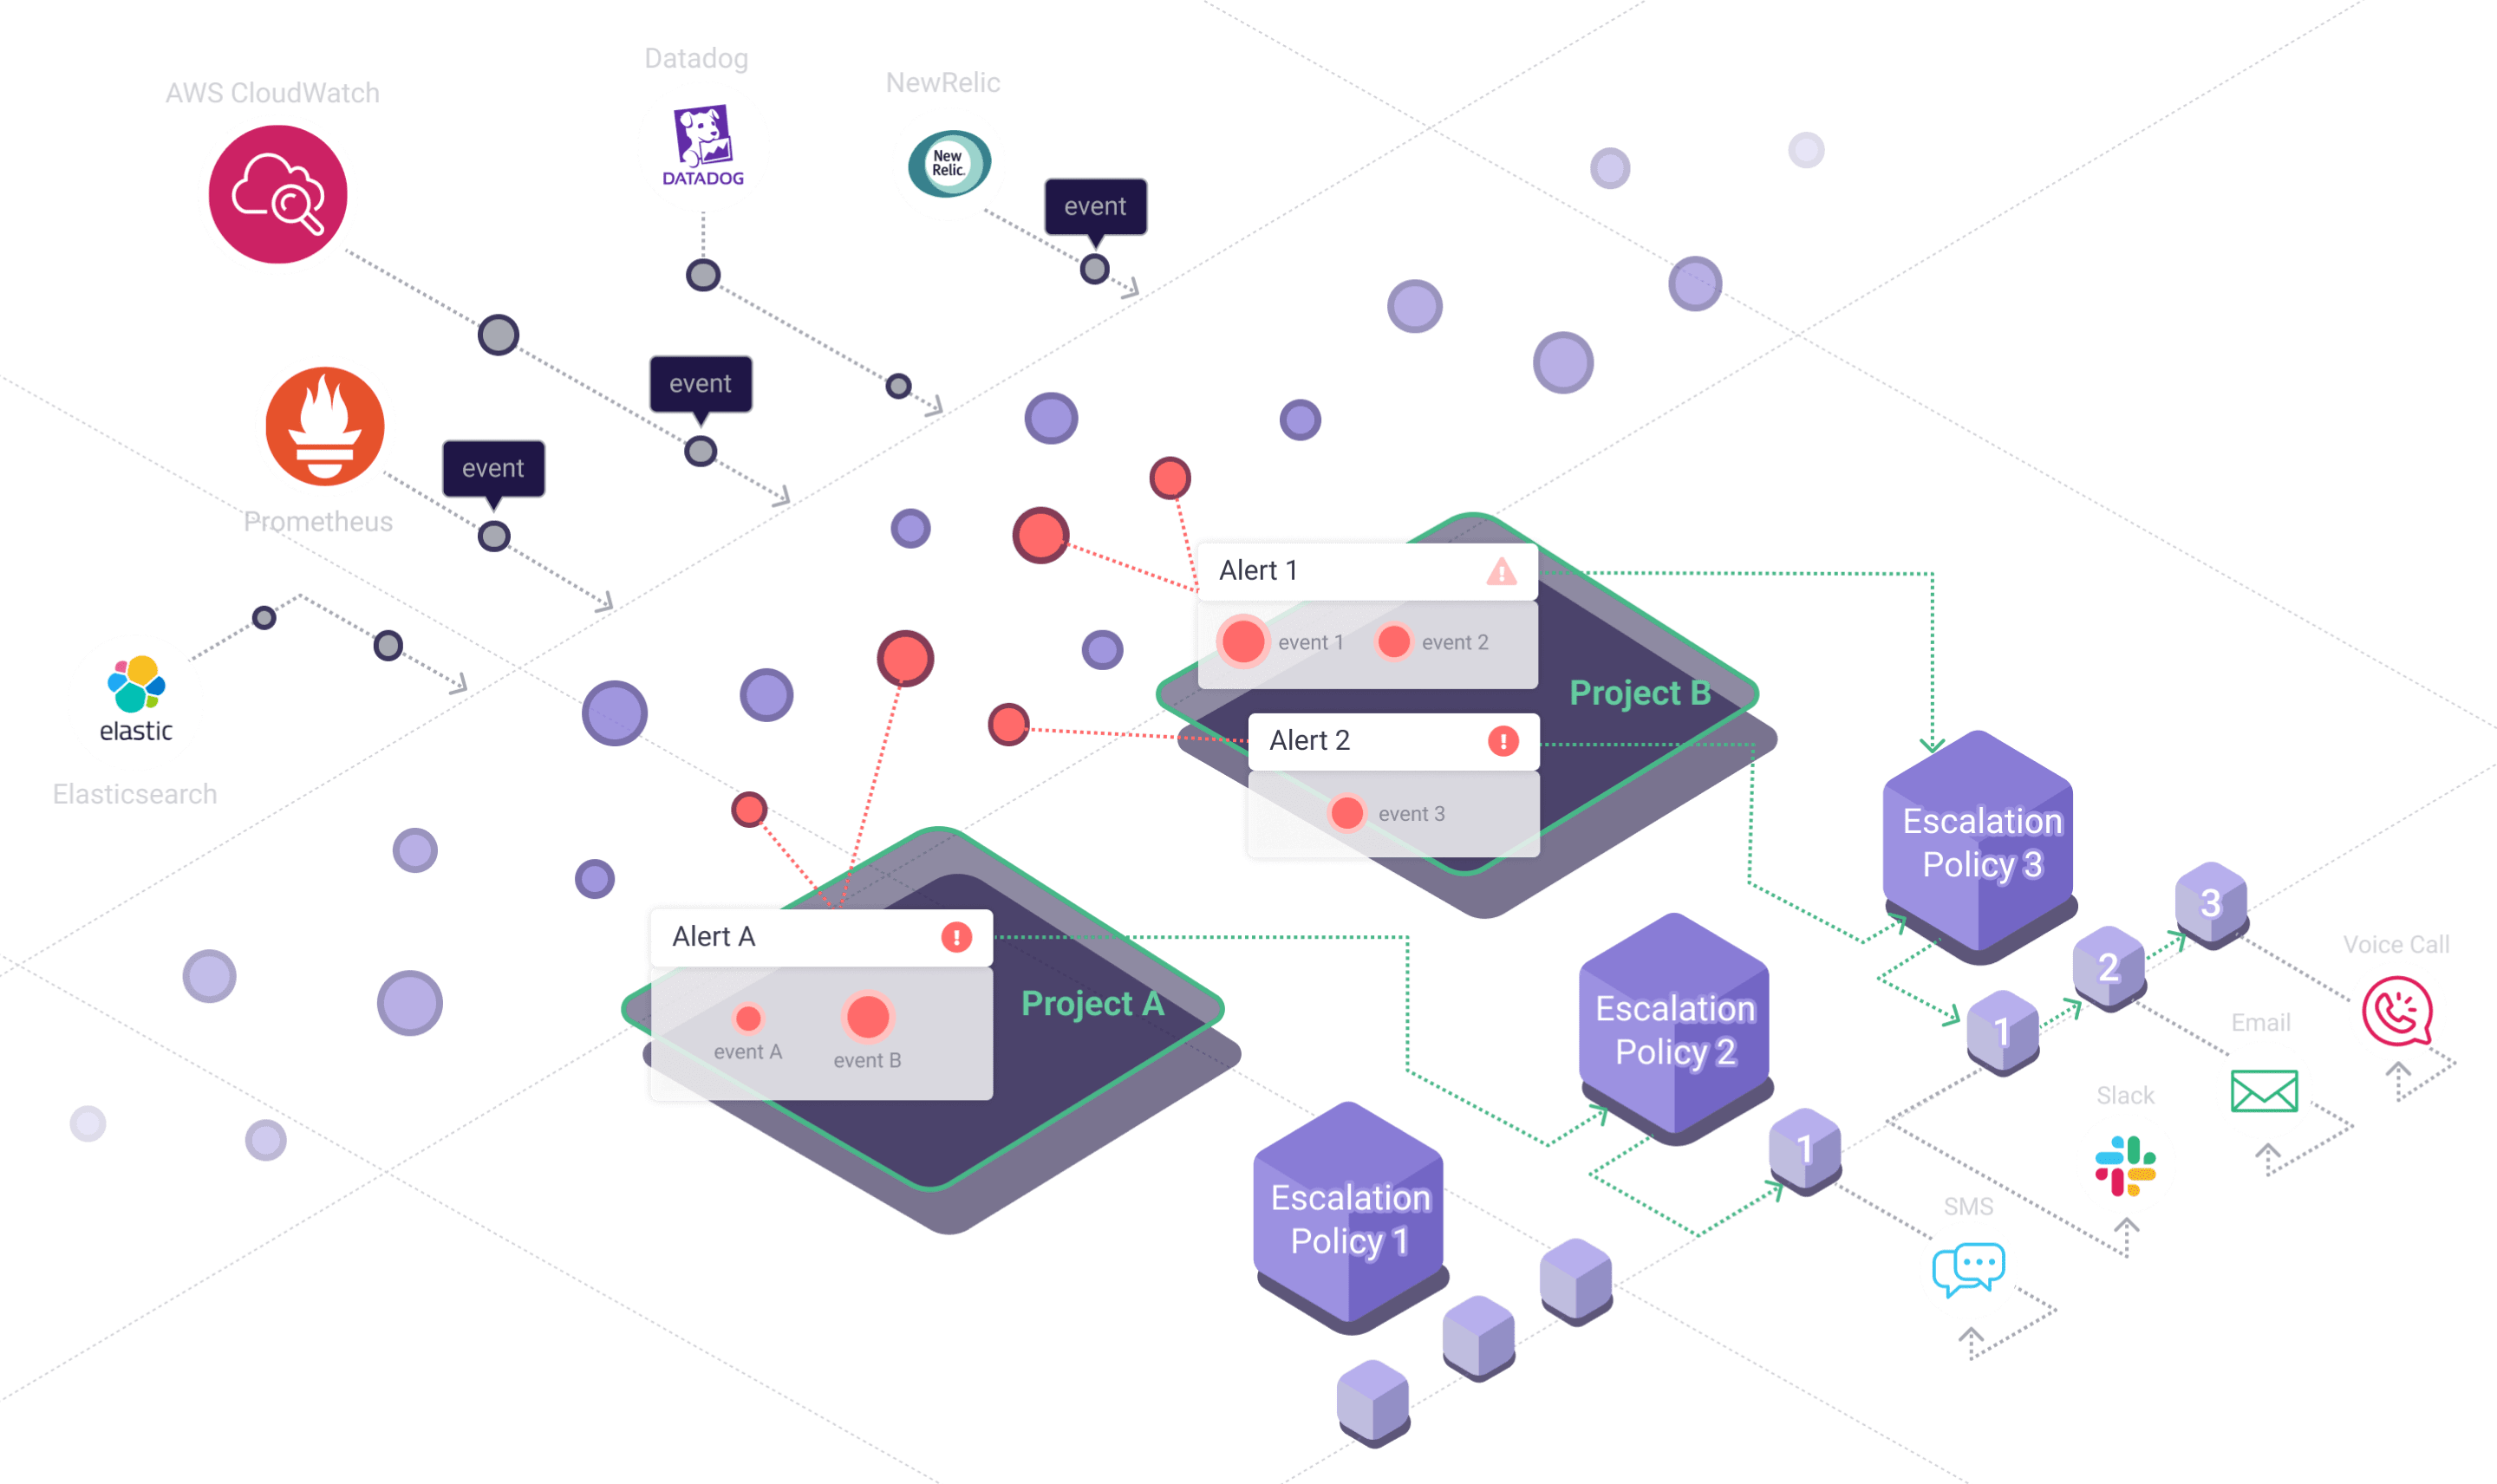 AWS CloudWatch
Datadog
DATADOG
NewRelic
New
Relic.
event
event
event
Prometheus
elastic
Elasticsearch
Alert 1
event 1
event 2
Project B
Alert 2
event 3
Alert A
event A
event B
Project A
Escalation
Policy 3
Escalation
Policy 2
Escalation
Policy 1
3
2
1
1
Voice Call
Email
Slack
SMS